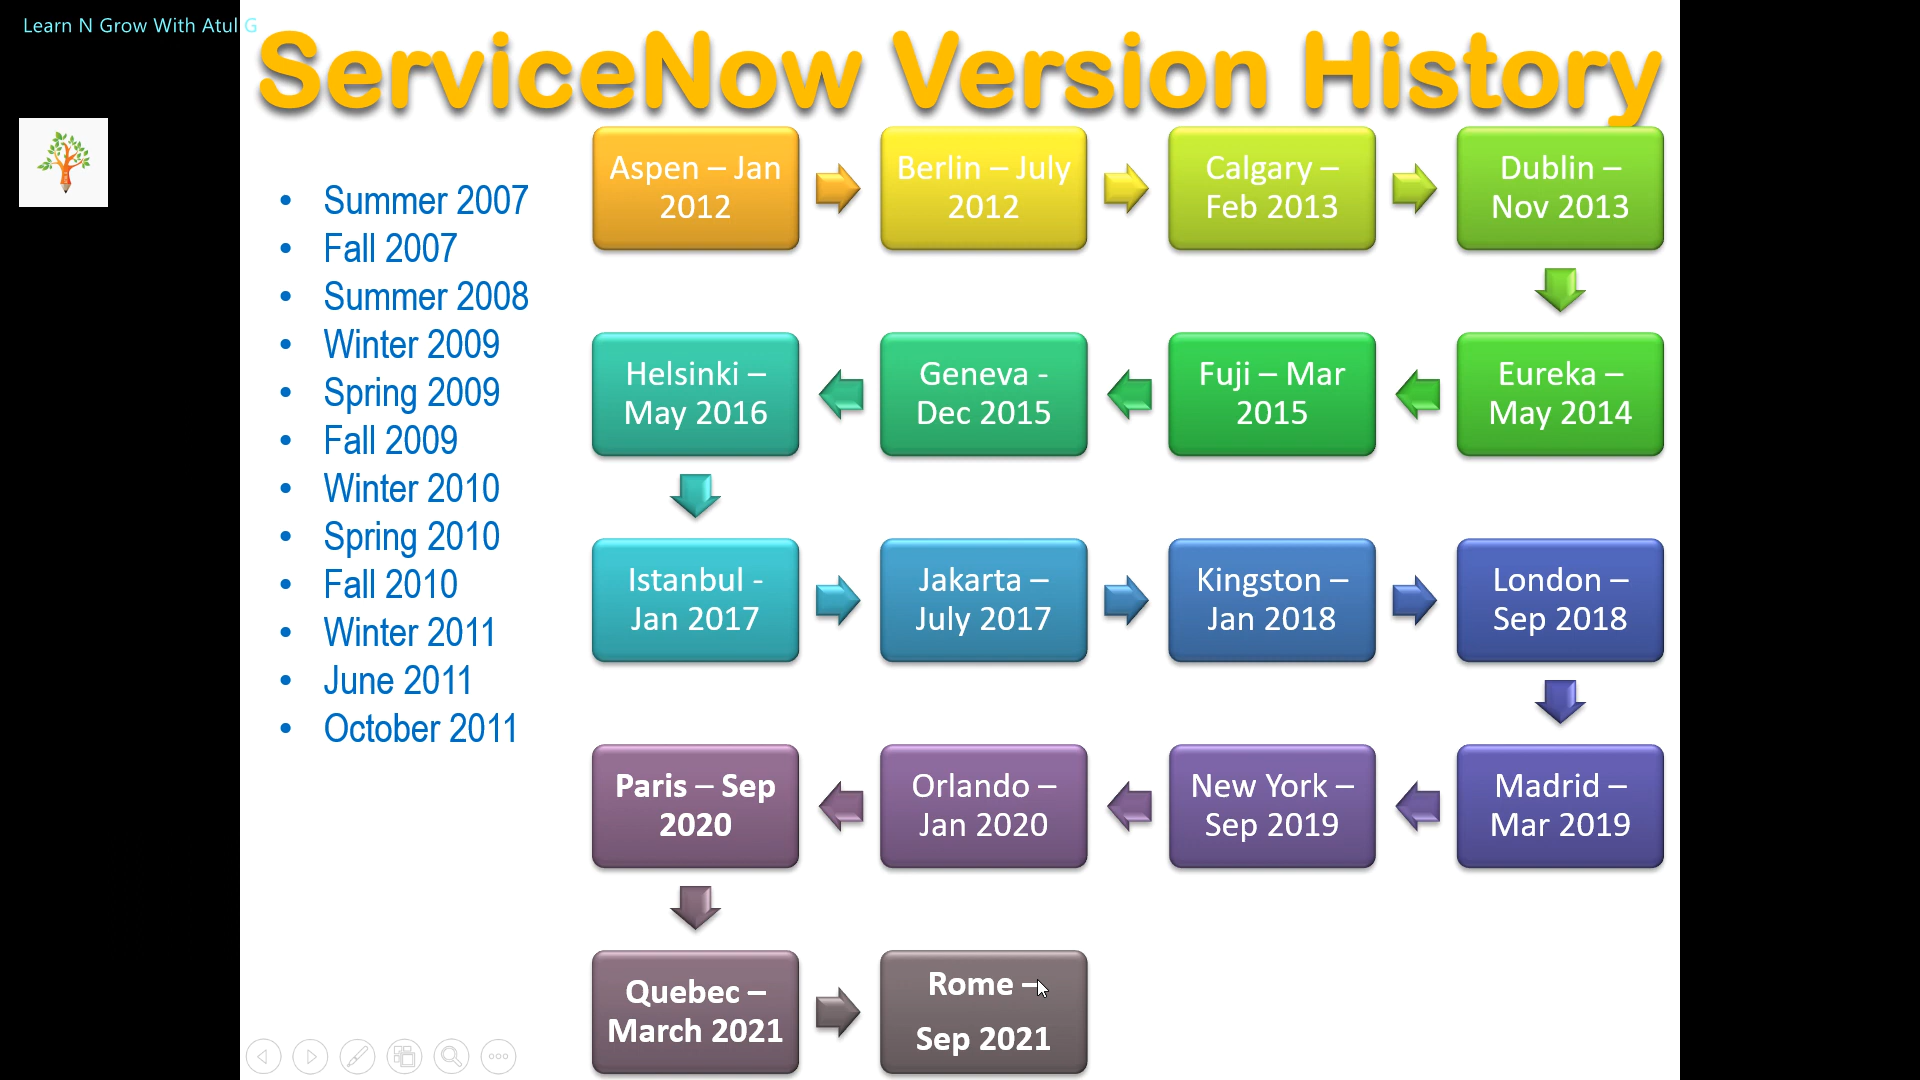 Learn N Grow With Atul G
ServiceNow Version History
• Summer 2007
• Fall 2007
• Summer 2008
• Winter 2009
• Spring 2009
• Fall 2009
• Winter 2010
• Spring 2010
• Fall 2010
• Winter 2011
• June 2011
• October 2011
Aspen – Jan
2012
Berlin – July
2012
Calgary –
Feb 2013
Dublin –
Nov 2013
Eureka –
May 2014
Fuji – Mar
2015
Geneva -
Dec 2015
Helsinki –
May 2016
Istanbul -
Jan 2017
Jakarta –
July 2017
Kingston –
Jan 2018
London –
Sep 2018
Madrid –
Mar 2019
New York –
Sep 2019
Orlando –
Jan 2020
Paris – Sep
2020
Quebec –
March 2021
Rome –
Sep 2021